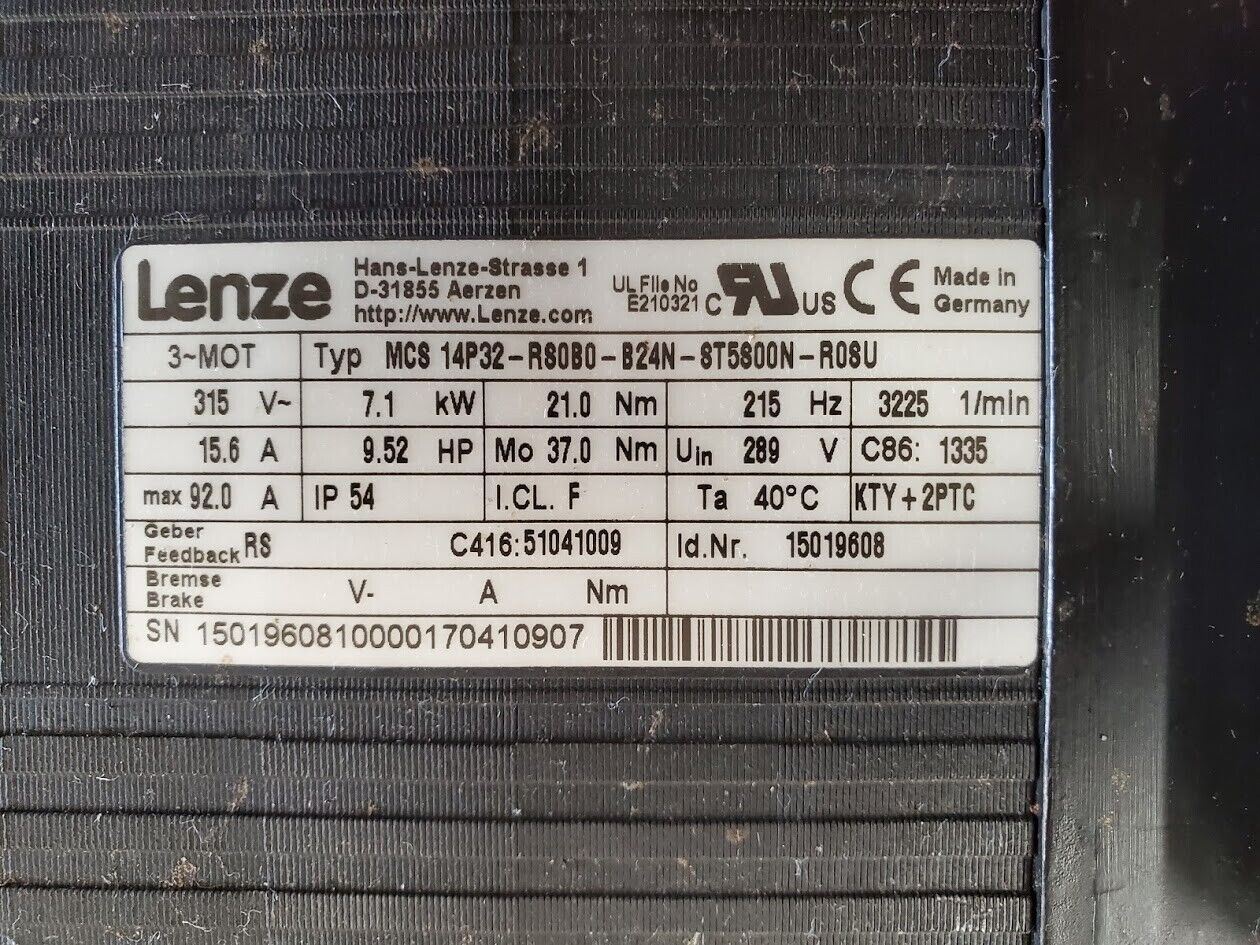 Lenze
Hans-Lenze-Strasse 1
D-31855 Aerzen
http://www.Lenze.com
UL File No
E210321
c RU US CE
Made in
Germany
3~MOT Typ MCS 14P32-RS0B0-B24N-ST5S00N-R0SU
315 V~ 7.1 kW 21.0 Nm 215 Hz 3225 1/min
15.6 A 9.52 HP Mo 37.0 Nm Uin 289 V C86: 1335
max 92.0 A IP 54 I.CL. F Ta 40°C KTY+2PTC
Geber
Feedback RS C416:51041009 Id.Nr. 15019608
Bremse
Brake V- A Nm
SN 1501960810000170410907